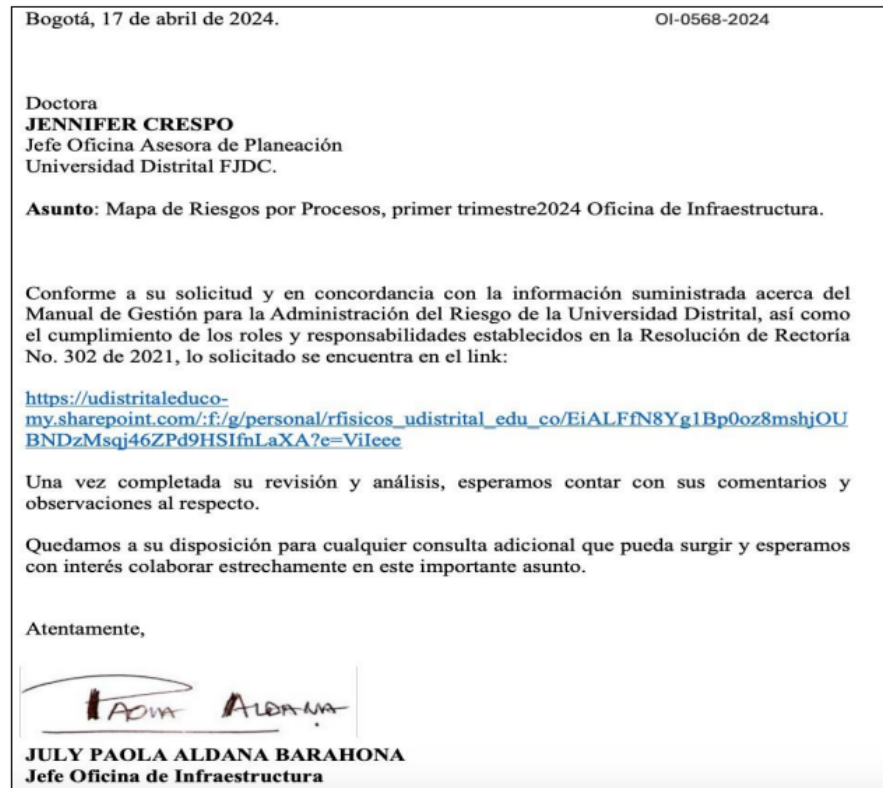 Bogotá, 17 de abril de 2024. OI-0568-2024
Doctora
JENNIFER CRESPO
Jefe Oficina Asesora de Planeación
Universidad Distrital FJDC.
Asunto: Mapa de Riesgos por Procesos, primer trimestre2024 Oficina de Infraestructura.
Conforme a su solicitud y en concordancia con la información suministrada acerca del
Manual de Gestión para la Administración del Riesgo de la Universidad Distrital, así como
el cumplimiento de los roles y responsabilidades establecidos en la Resolución de Rectoría
No. 302 de 2021, lo solicitado se encuentra en el link:
https://udistritaleduco-
my.sharepoint.com/:f:/g/personal/rfisicos_udistrital_edu_co/EiALFfN8Yg1Bp0oz8mshjOU
BNDzMsqj46ZPd9HSIfnLaXA?e=ViIeee
Una vez completada su revisión y análisis, esperamos contar con sus comentarios y
observaciones al respecto.
Quedamos a su disposición para cualquier consulta adicional que pueda surgir y esperamos
con interés colaborar estrechamente en este importante asunto.
Atentamente,
PAOLA ALDANA
JULY PAOLA ALDANA BARAHONA
Jefe Oficina de Infraestructura